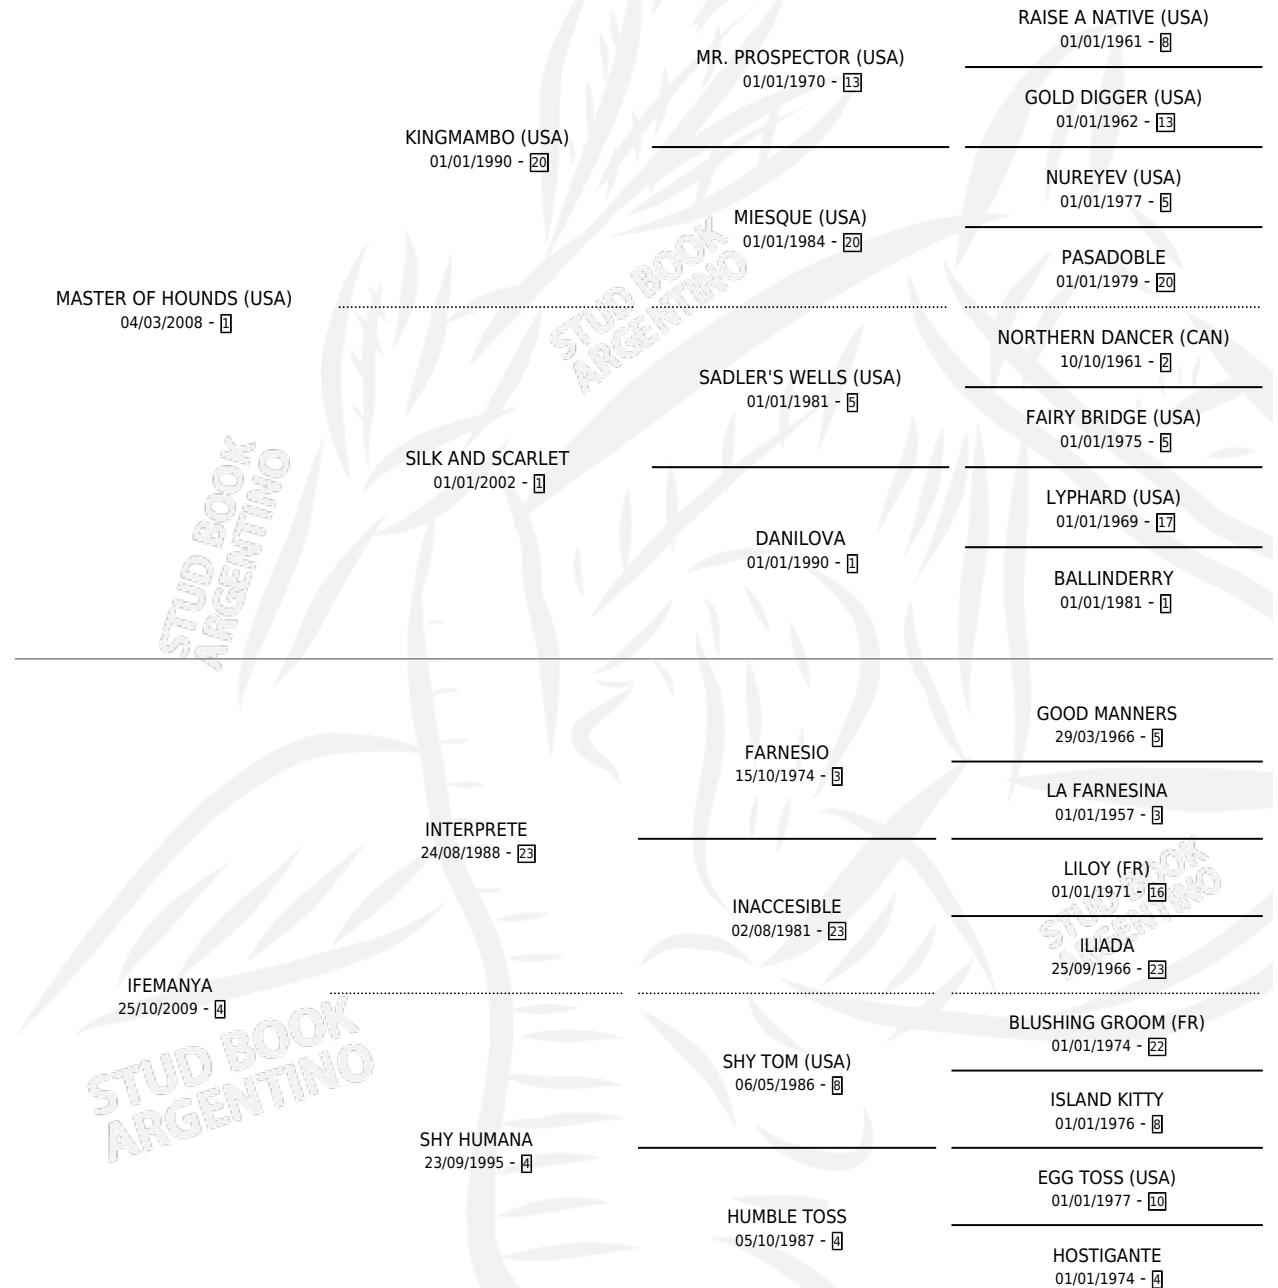 RAISE A NATIVE (USA)
01/01/1961 - 8
MR. PROSPECTOR (USA)
01/01/1970 - 13
GOLD DIGGER (USA)
01/01/1962 - 13
KINGMAMBO (USA)
01/01/1990 - 20
NUREYEV (USA)
01/01/1977 - 5
MIESQUE (USA)
01/01/1984 - 20
PASADOBLE
01/01/1979 - 20
MASTER OF HOUNDS (USA)
04/03/2008 - 1
STUD BOOK
ARGENTINO
NORTHERN DANCER (CAN)
10/10/1961 - 2
SADLER'S WELLS (USA)
01/01/1981 - 5
FAIRY BRIDGE (USA)
01/01/1975 - 5
SILK AND SCARLET
01/01/2002 - 1
STUD BOOK
ARGENTINO
LYPHARD (USA)
01/01/1969 - 17
DANILOVA
01/01/1990 - 1
BALLINDERRY
01/01/1981 - 1
GOOD MANNERS
29/03/1966 - 5
FARNESIO
15/10/1974 - 3
LA FARNESINA
01/01/1957 - 3
INTERPRETE
24/08/1988 - 23
LILOY (FR)
01/01/1971 - 16
INACCESIBLE
02/08/1981 - 23
STUD BOOK
ARGENTINO
ILIADA
25/09/1966 - 23
IFEMANYA
25/10/2009 - 4
STUD BOOK
ARGENTINO
BLUSHING GROOM (FR)
01/01/1974 - 22
SHY TOM (USA)
06/05/1986 - 8
ISLAND KITTY
01/01/1976 - 8
SHY HUMANA
23/09/1995 - 4
EGG TOSS (USA)
01/01/1977 - 10
HUMBLE TOSS
05/10/1987 - 4
HOSTIGANTE
01/01/1974 - 4